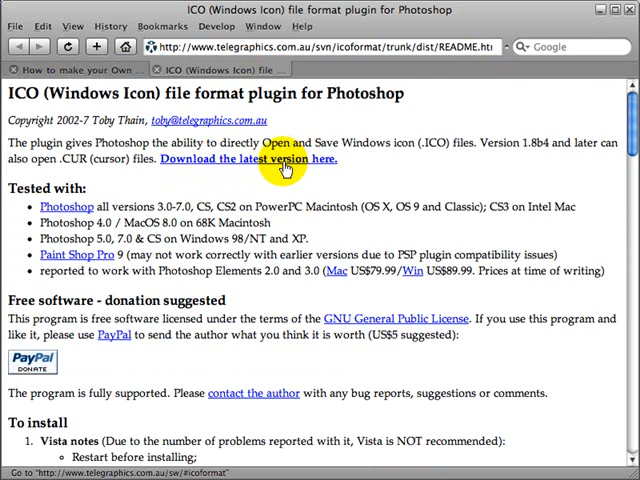 ICO (Windows Icon) file format plugin for Photoshop
File Edit View History Bookmarks Develop Window Help
http://www.telegraphics.com.au/svn/icoformat/trunk/dist/README.htm
Google
How to make your Own ...
ICO (Windows Icon) file ...
ICO (Windows Icon) file format plugin for Photoshop
Copyright 2002-7 Toby Thain, toby@telegraphics.com.au
The plugin gives Photoshop the ability to directly Open and Save Windows icon (.ICO) files. Version 1.8b4 and later can
also open .CUR (cursor) files. Download the latest version here.
Tested with:
• Photoshop all versions 3.0-7.0, CS, CS2 on PowerPC Macintosh (OS X, OS 9 and Classic); CS3 on Intel Mac
• Photoshop 4.0 / MacOS 8.0 on 68K Macintosh
• Photoshop 5.0, 7.0 & CS on Windows 98/NT and XP.
• Paint Shop Pro 9 (may not work correctly with earlier versions due to PSP plugin compatibility issues)
• reported to work with Photoshop Elements 2.0 and 3.0 (Mac US$79.99/Win US$89.99. Prices at time of writing)
Free software - donation suggested
This program is free software licensed under the terms of the GNU General Public License. If you use this program and
like it, please use PayPal to send the author what you think it is worth (US$5 suggested):
PayPal
DONATE
The program is fully supported. Please contact the author with any bug reports, suggestions or comments.
To install
1. Vista notes (Due to the number of problems reported with it, Vista is NOT recommended):
Restart before installing;
Go to "http://www.telegraphics.com.au/sw/#icoformat"